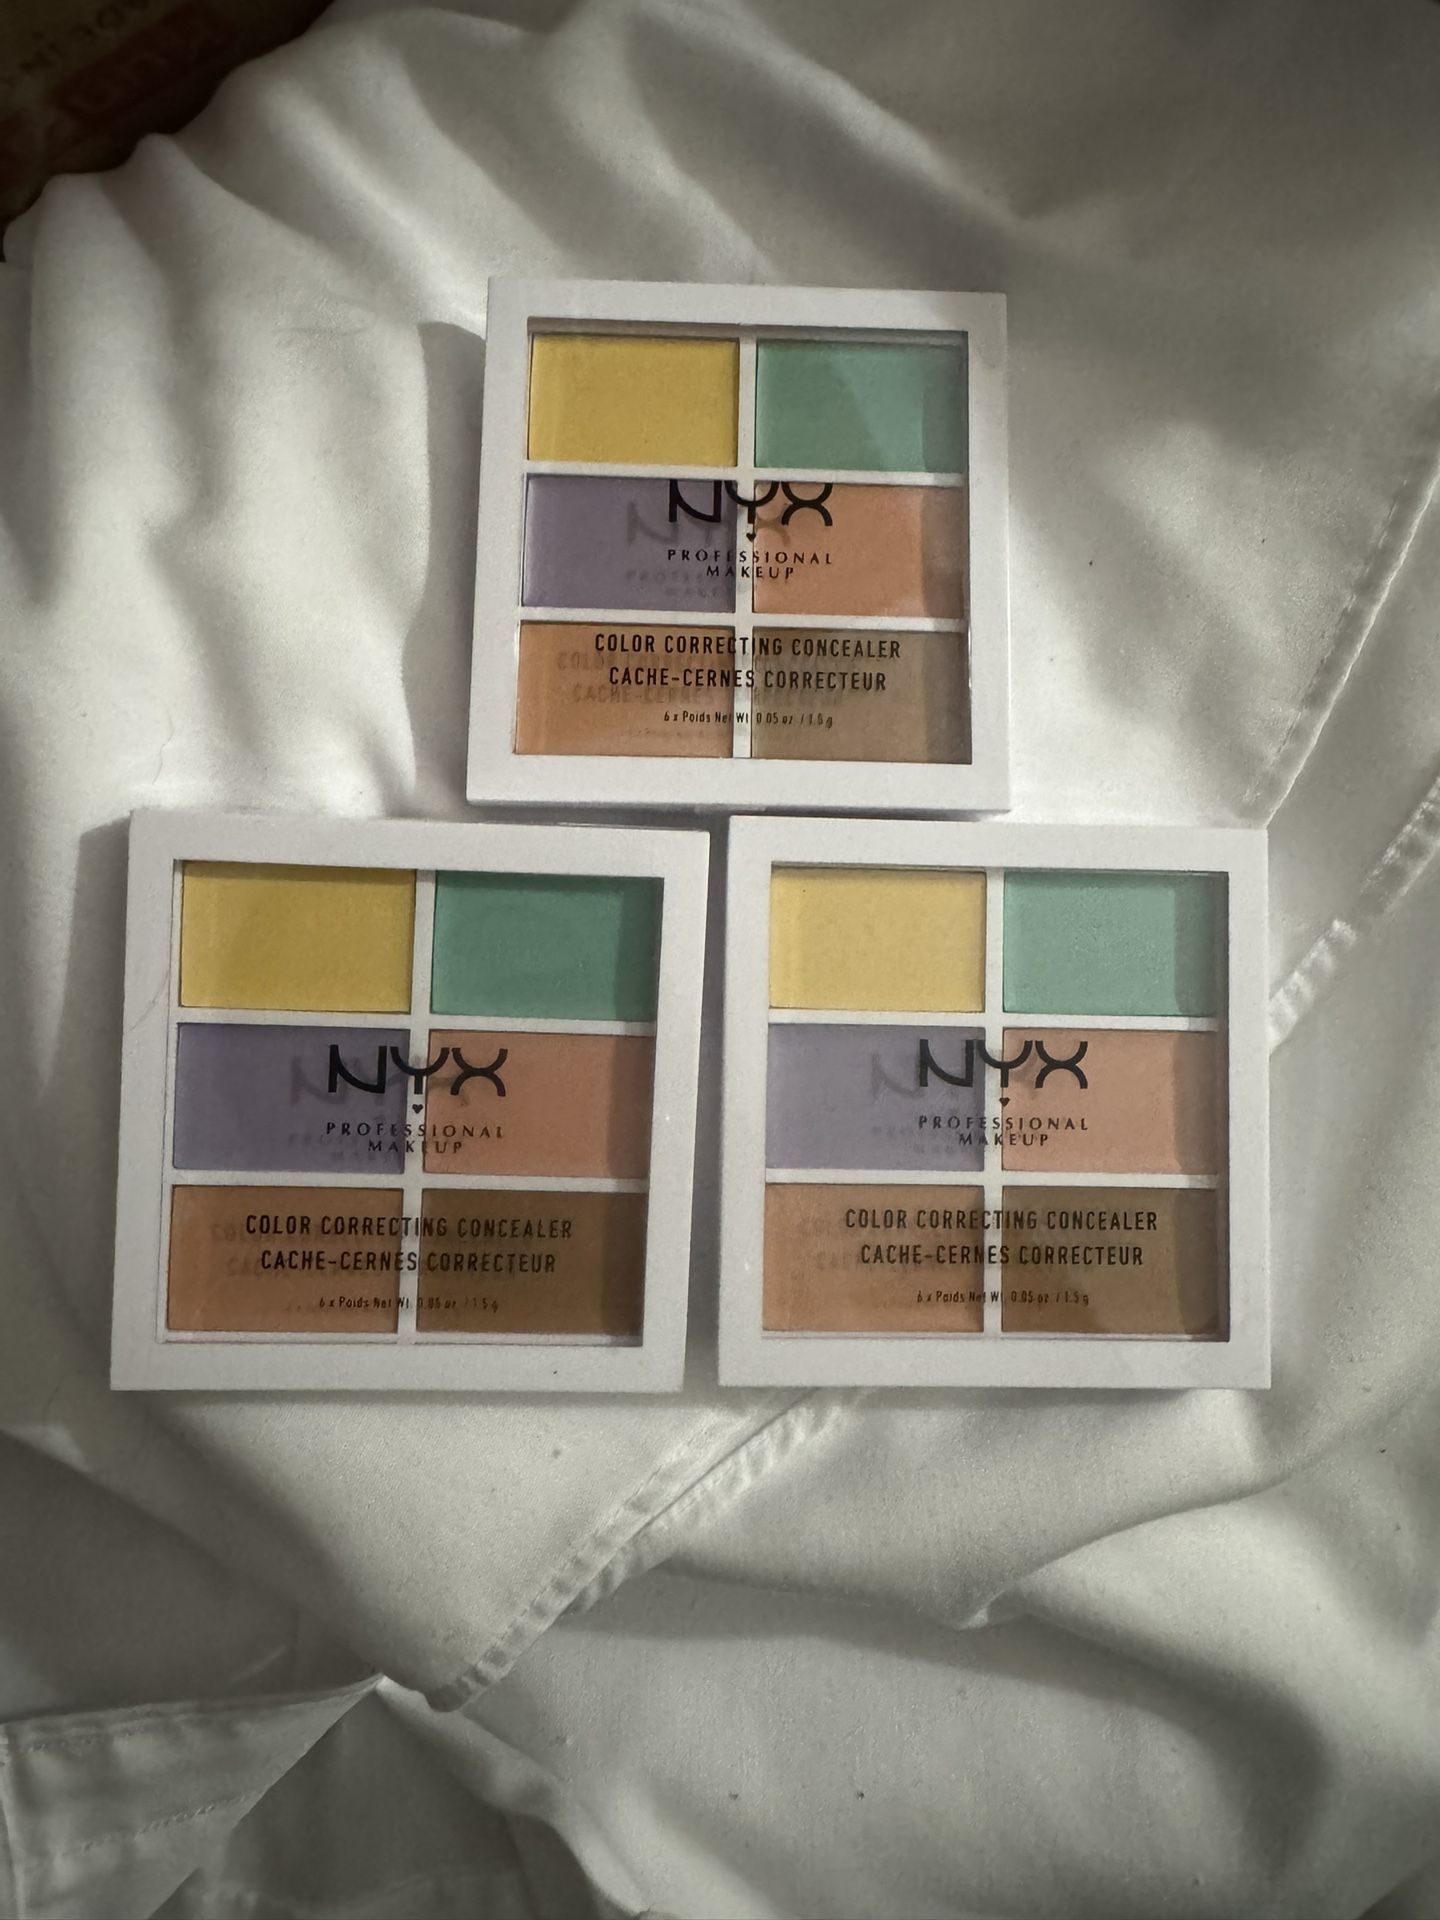 NYX
PROFESSIONAL
MAKEUP
COLOR CORRECTING CONCEALER
CACHE-CERNES CORRECTEUR
6 x Poids Net Wt. 0.05 oz / 1.5 g
NYX
PROFESSIONAL
MAKEUP
COLOR CORRECTING CONCEALER
CACHE-CERNES CORRECTEUR
6 x Poids Net Wt. 0.05 oz / 1.5 g
NYX
PROFESSIONAL
MAKEUP
COLOR CORRECTING CONCEALER
CACHE-CERNES CORRECTEUR
6 x Poids Net Wt. 0.05 oz / 1.5 g